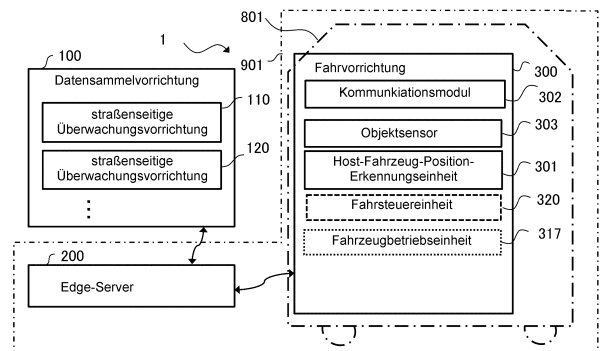 801
1
100
901
Datensammelvorrichtung
110
straßenseitige
Überwachungsvorrichtung
120
straßenseitige
Überwachungsvorrichtung
⋮
200
Edge-Server
Fahrvorrichtung
300
Kommunkiationsmodul
302
Objektsensor
303
Host-Fahrzeug-Position-
Erkennungseinheit
301
Fahrsteuereinheit
320
Fahrzeugbetriebseinheit
317